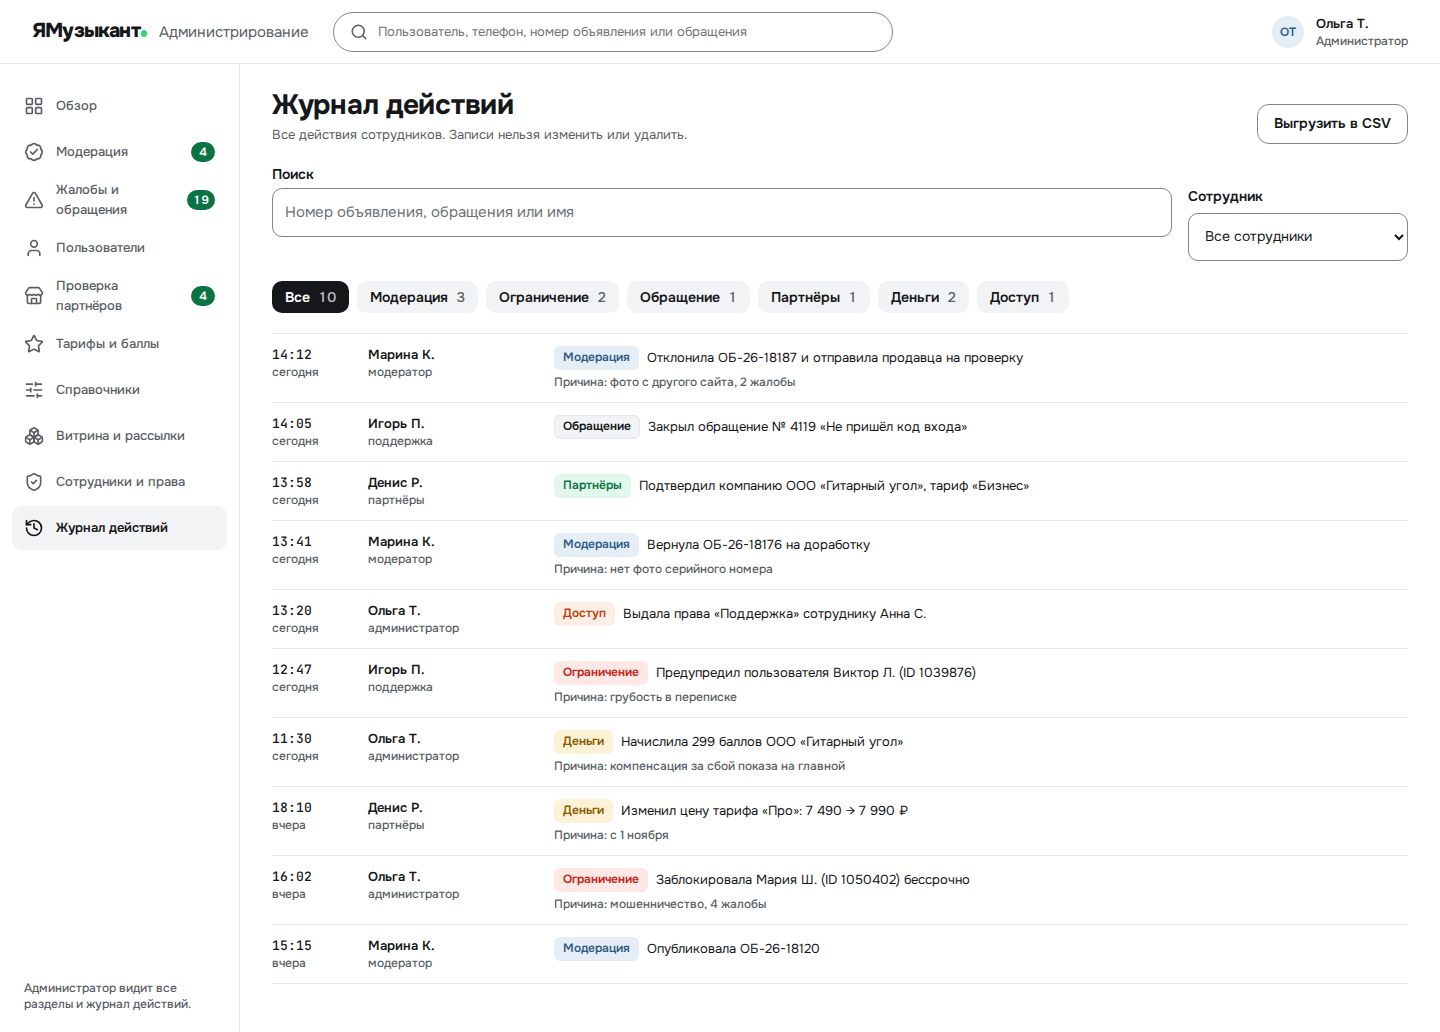 ЯМузыкант Администрирование
Пользователь, телефон, номер объявления или обращения
ОТ
Ольга Т.
Администратор
Обзор
Модерация 4
Жалобы и
обращения 19
Пользователи
Проверка
партнёров 4
Тарифы и баллы
Справочники
Витрина и рассылки
Сотрудники и права
Журнал действий
Администратор видит все
разделы и журнал действий.
Журнал действий
Все действия сотрудников. Записи нельзя изменить или удалить.
Выгрузить в CSV
Поиск
Номер объявления, обращения или имя
Сотрудник
Все сотрудники
Все 10 Модерация 3 Ограничение 2 Обращение 1 Партнёры 1 Деньги 2 Доступ 1
14:12 Марина К. Модерация Отклонила ОБ-26-18187 и отправила продавца на проверку
сегодня модератор Причина: фото с другого сайта, 2 жалобы
14:05 Игорь П. Обращение Закрыл обращение № 4119 «Не пришёл код входа»
сегодня поддержка
13:58 Денис Р. Партнёры Подтвердил компанию ООО «Гитарный угол», тариф «Бизнес»
сегодня партнёры
13:41 Марина К. Модерация Вернула ОБ-26-18176 на доработку
сегодня модератор Причина: нет фото серийного номера
13:20 Ольга Т. Доступ Выдала права «Поддержка» сотруднику Анна С.
сегодня администратор
12:47 Игорь П. Ограничение Предупредил пользователя Виктор Л. (ID 1039876)
сегодня поддержка Причина: грубость в переписке
11:30 Ольга Т. Деньги Начислила 299 баллов ООО «Гитарный угол»
сегодня администратор Причина: компенсация за сбой показа на главной
18:10 Денис Р. Деньги Изменил цену тарифа «Про»: 7 490 → 7 990 ₽
вчера партнёры Причина: с 1 ноября
16:02 Ольга Т. Ограничение Заблокировала Мария Ш. (ID 1050402) бессрочно
вчера администратор Причина: мошенничество, 4 жалобы
15:15 Марина К. Модерация Опубликовала ОБ-26-18120
вчера модератор